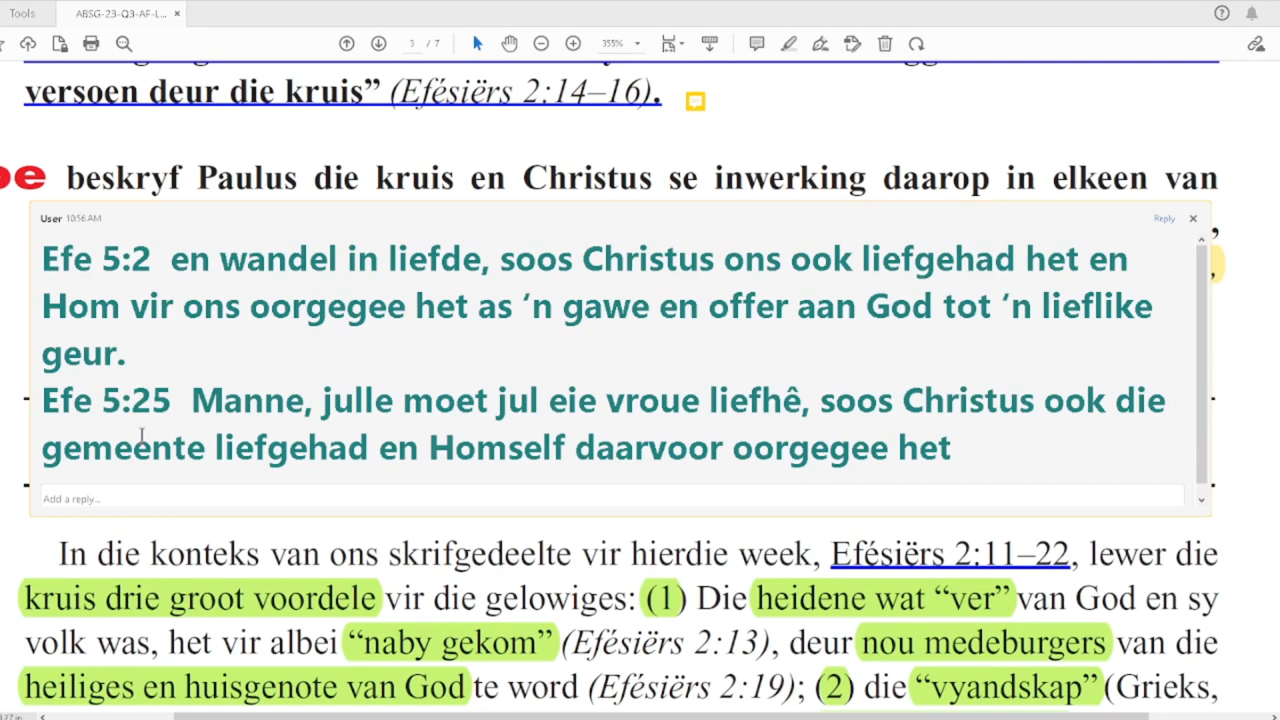 Tools ABSG-23-Q3-AF-L... ×
3 / 7 355%
versoen deur die kruis” (Efésiërs 2:14–16).
beskryf Paulus die kruis en Christus se inwerking daarop in elkeen van
User 10:56 AM Reply ×
Efe 5:2 en wandel in liefde, soos Christus ons ook liefgehad het en
Hom vir ons oorgegee het as ‘n gawe en offer aan God tot ‘n lieflike
geur.
Efe 5:25 Manne, julle moet jul eie vroue liefhê, soos Christus ook die
gemeente liefgehad en Homself daarvoor oorgegee het
Add a reply...
In die konteks van ons skrifgedeelte vir hierdie week, Efésiërs 2:11–22, lewer die
kruis drie groot voordele vir die gelowiges: (1) Die heidene wat “ver” van God en sy
volk was, het vir albei “naby gekom” (Efésiërs 2:13), deur nou medeburgers van die
heiliges en huisgenote van God te word (Efésiërs 2:19); (2) die “vyandskap” (Grieks,